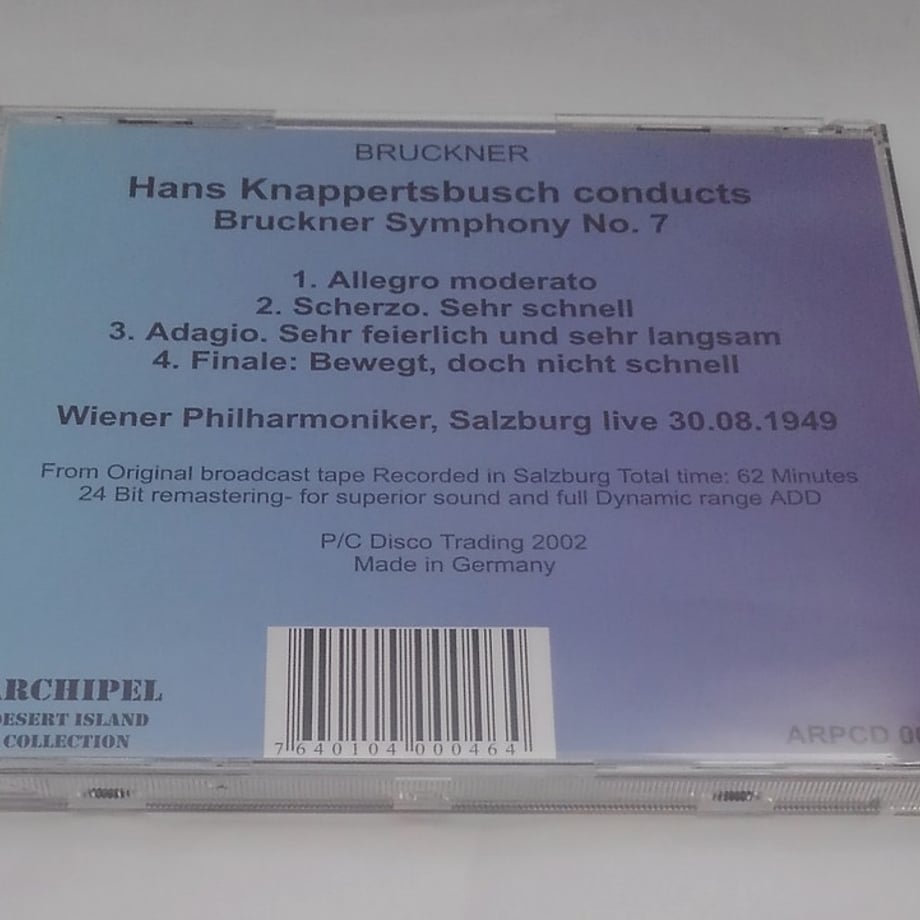 BRUCKNER
Hans Knappertsbusch conducts
Bruckner Symphony No. 7
1. Allegro moderato
2. Scherzo. Sehr schnell
3. Adagio. Sehr feierlich und sehr langsam
4. Finale: Bewegt, doch nicht schnell
Wiener Philharmoniker, Salzburg live 30.08.1949
From Original broadcast tape Recorded in Salzburg Total time: 62 Minutes
24 Bit remastering- for superior sound and full Dynamic range ADD
P/C Disco Trading 2002
Made in Germany
ARCHIPEL
DESERT ISLAND
COLLECTION
7 640104 000464
ARPCD